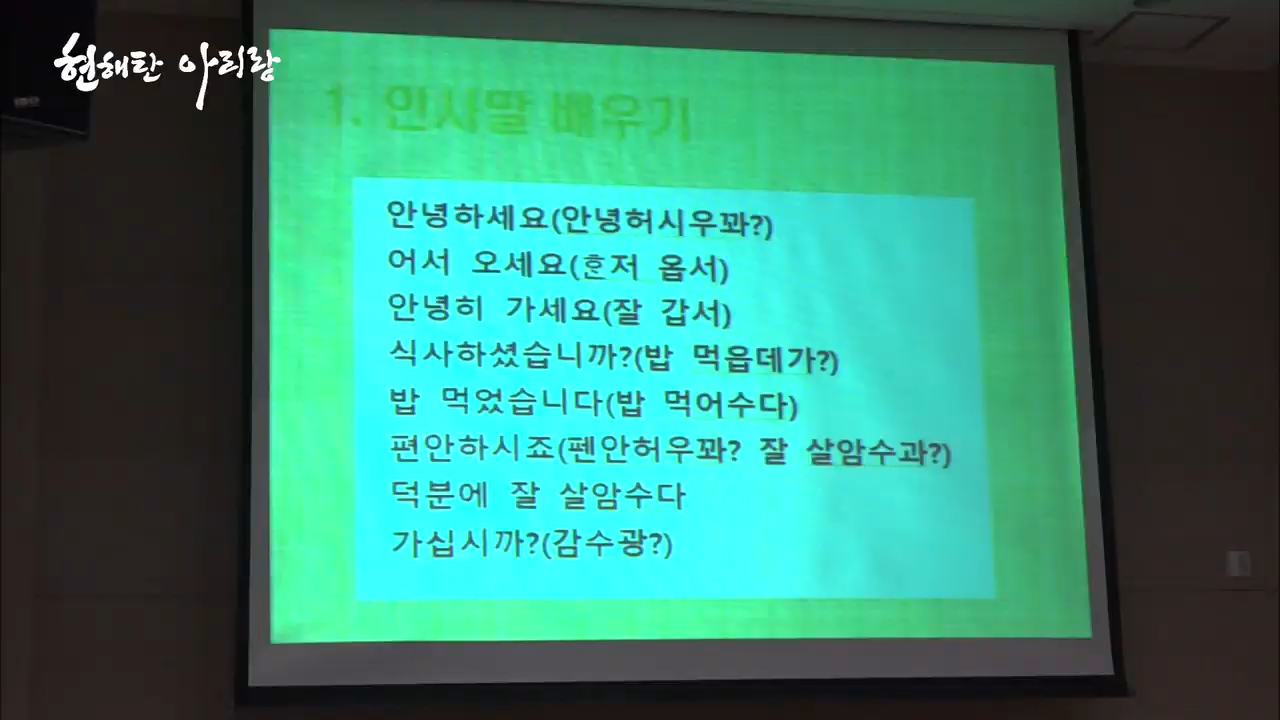 현해탄 아리랑
1. 인사말 배우기
안녕하세요(안녕허시우꽈?)
어서 오세요(ᄒᆞᆫ저 옵서)
안녕히 가세요(잘 갑서)
식사하셨습니까?(밥 먹읍데가?)
밥 먹었습니다(밥 먹어수다)
편안하시죠(펜안허우꽈? 잘 살암수과?)
덕분에 잘 살암수다
가십시까?(감수광?)